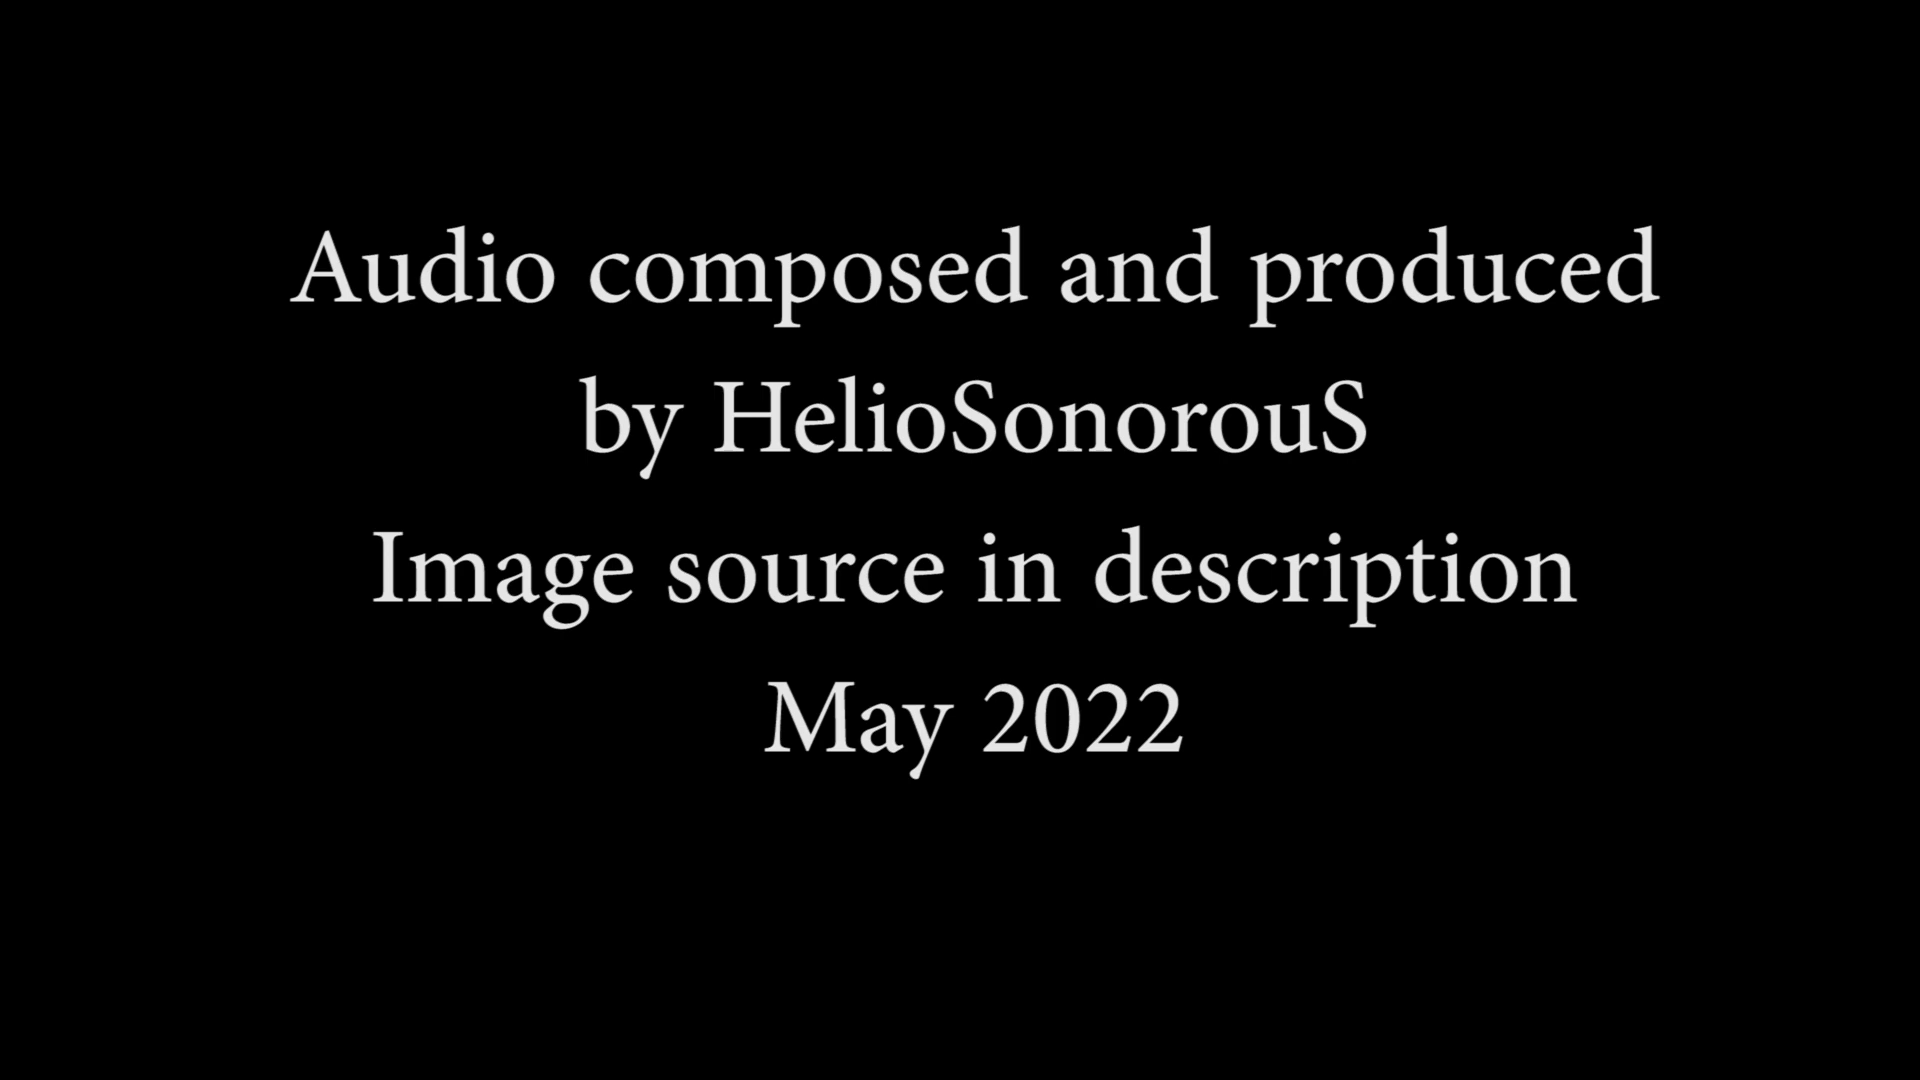 Audio composed and produced
by HelioSonorouS
Image source in description
May 2022